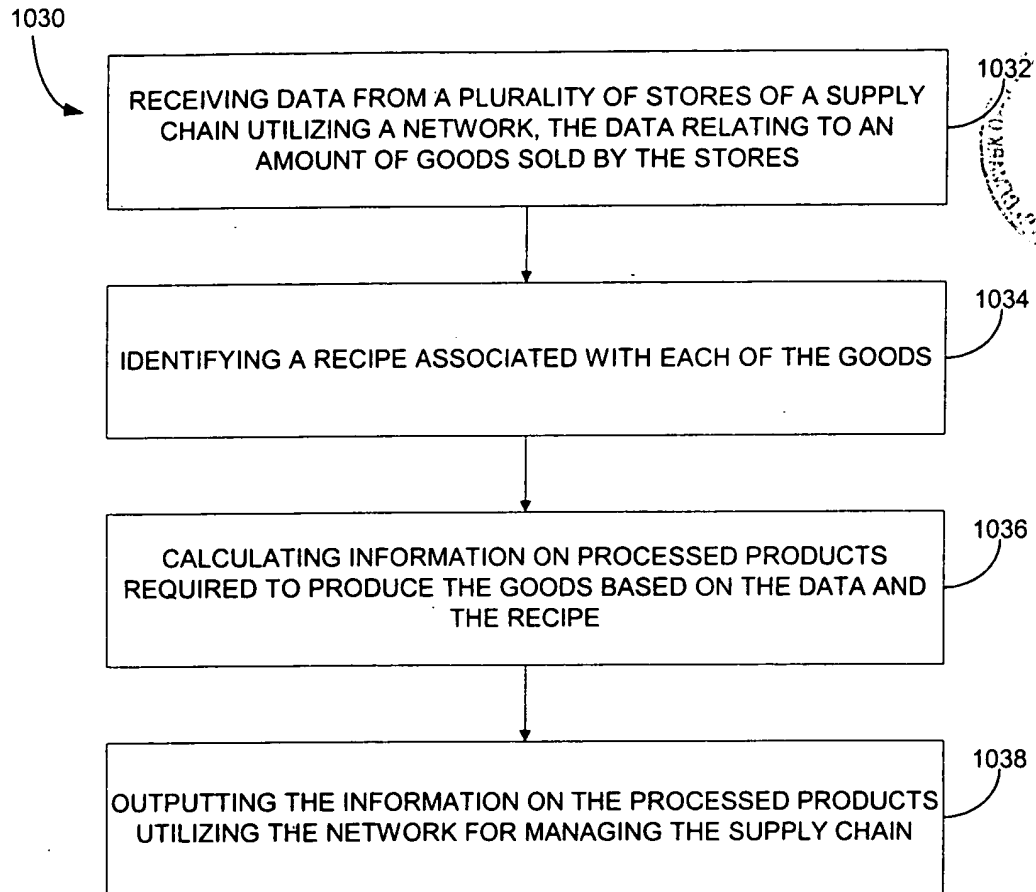 1030
RECEIVING DATA FROM A PLURALITY OF STORES OF A SUPPLY
CHAIN UTILIZING A NETWORK, THE DATA RELATING TO AN
AMOUNT OF GOODS SOLD BY THE STORES
1032
IDENTIFYING A RECIPE ASSOCIATED WITH EACH OF THE GOODS
1034
CALCULATING INFORMATION ON PROCESSED PRODUCTS
REQUIRED TO PRODUCE THE GOODS BASED ON THE DATA AND
THE RECIPE
1036
OUTPUTTING THE INFORMATION ON THE PROCESSED PRODUCTS
UTILIZING THE NETWORK FOR MANAGING THE SUPPLY CHAIN
1038